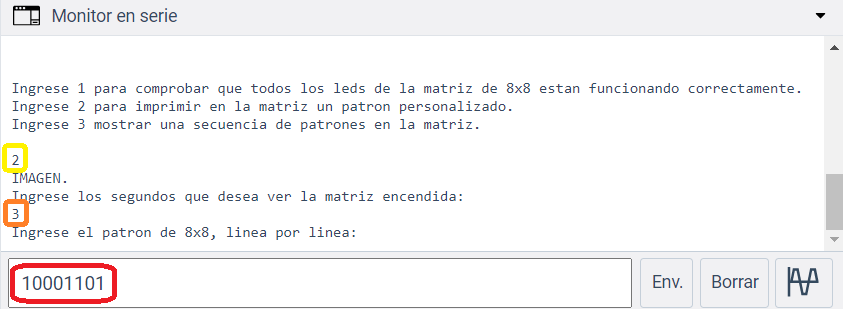 Monitor en serie
Ingrese 1 para comprobar que todos los leds de la matriz de 8x8 estan funcionando correctamente.
Ingrese 2 para imprimir en la matriz un patron personalizado.
Ingrese 3 mostrar una secuencia de patrones en la matriz.
2
IMAGEN.
Ingrese los segundos que desea ver la matriz encendida:
3
Ingrese el patron de 8x8, linea por linea:
10001101
Env.
Borrar